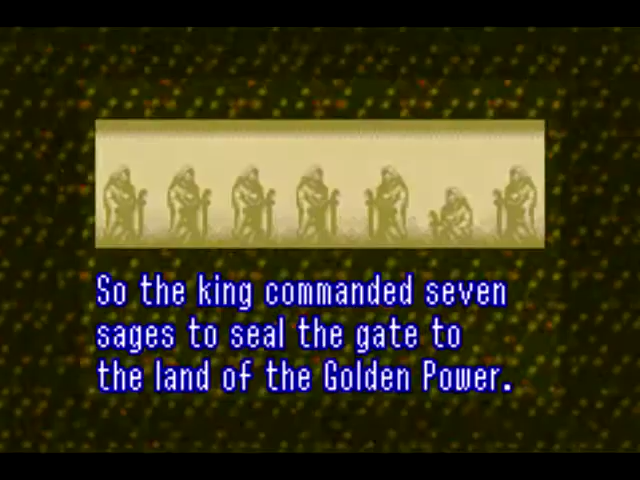 So the king commanded seven
sages to seal the gate to
the land of the Golden Power.